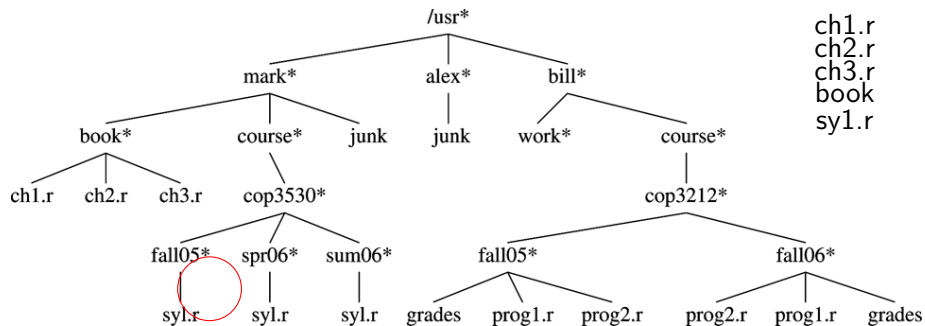 /usr*
mark* alex* bill*
book* course* junk junk work* course*
ch1.r ch2.r ch3.r cop3530* cop3212*
fall05* spr06* sum06* fall05* fall06*
syl.r syl.r syl.r grades prog1.r prog2.r prog2.r prog1.r grades
ch1.r
ch2.r
ch3.r
book
sy1.r